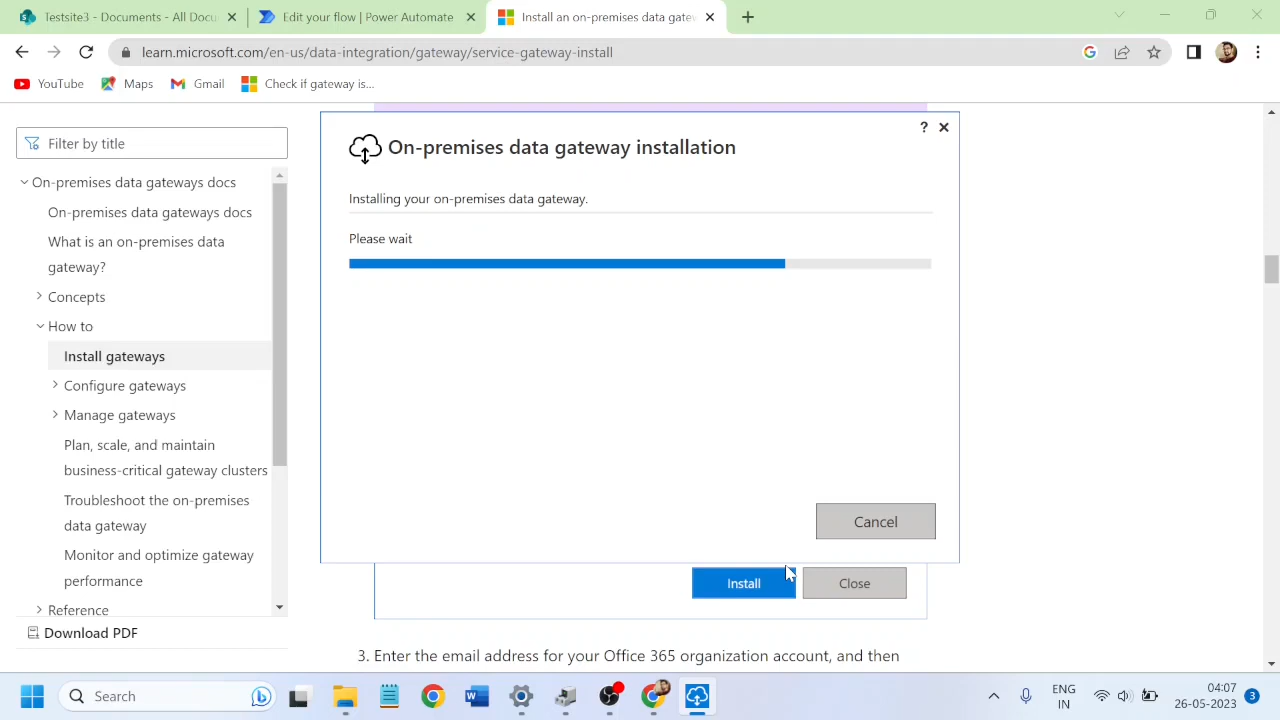 Testsite3 - Documents - All Docu
Edit your flow | Power Automate
Install an on-premises data gatew
learn.microsoft.com/en-us/data-integration/gateway/service-gateway-install
YouTube
Maps
Gmail
Check if gateway is...
Filter by title
On-premises data gateways docs
On-premises data gateways docs
What is an on-premises data
gateway?
Concepts
How to
Install gateways
Configure gateways
Manage gateways
Plan, scale, and maintain
business-critical gateway clusters
Troubleshoot the on-premises
data gateway
Monitor and optimize gateway
performance
Reference
Download PDF
?
On-premises data gateway installation
Installing your on-premises data gateway.
Please wait
Cancel
Install
Close
3. Enter the email address for your Office 365 organization account, and then
Search
ENG
IN
04:07
26-05-2023
3